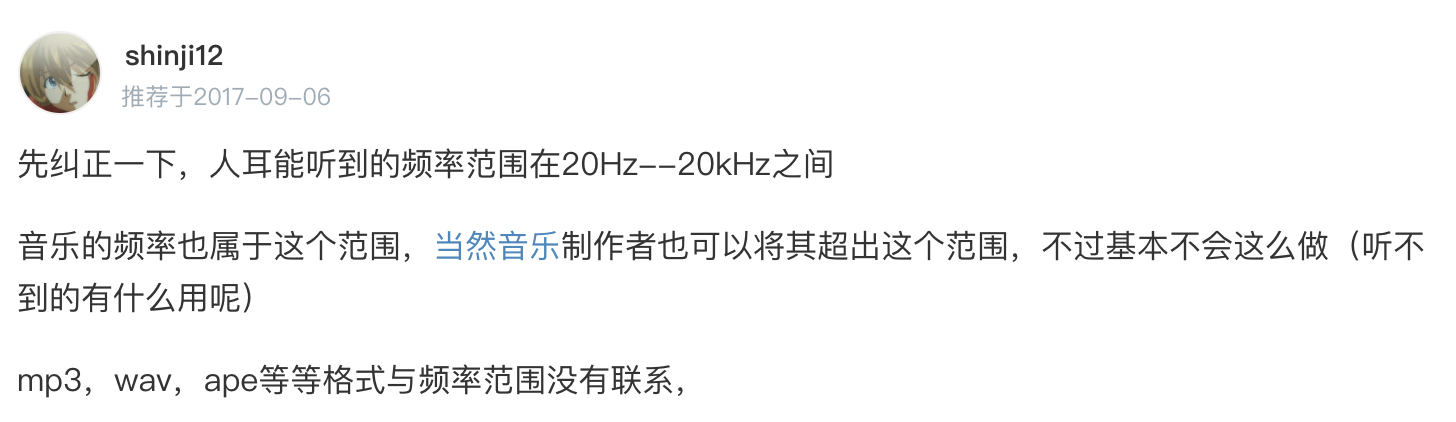 shinji12
推荐于2017-09-06
先纠正一下，人耳能听到的频率范围在20Hz--20kHz之间
音乐的频率也属于这个范围，当然音乐制作者也可以将其超出这个范围，不过基本不会这么做（听不
到的有什么用呢）
mp3，wav，ape等等格式与频率范围没有联系，